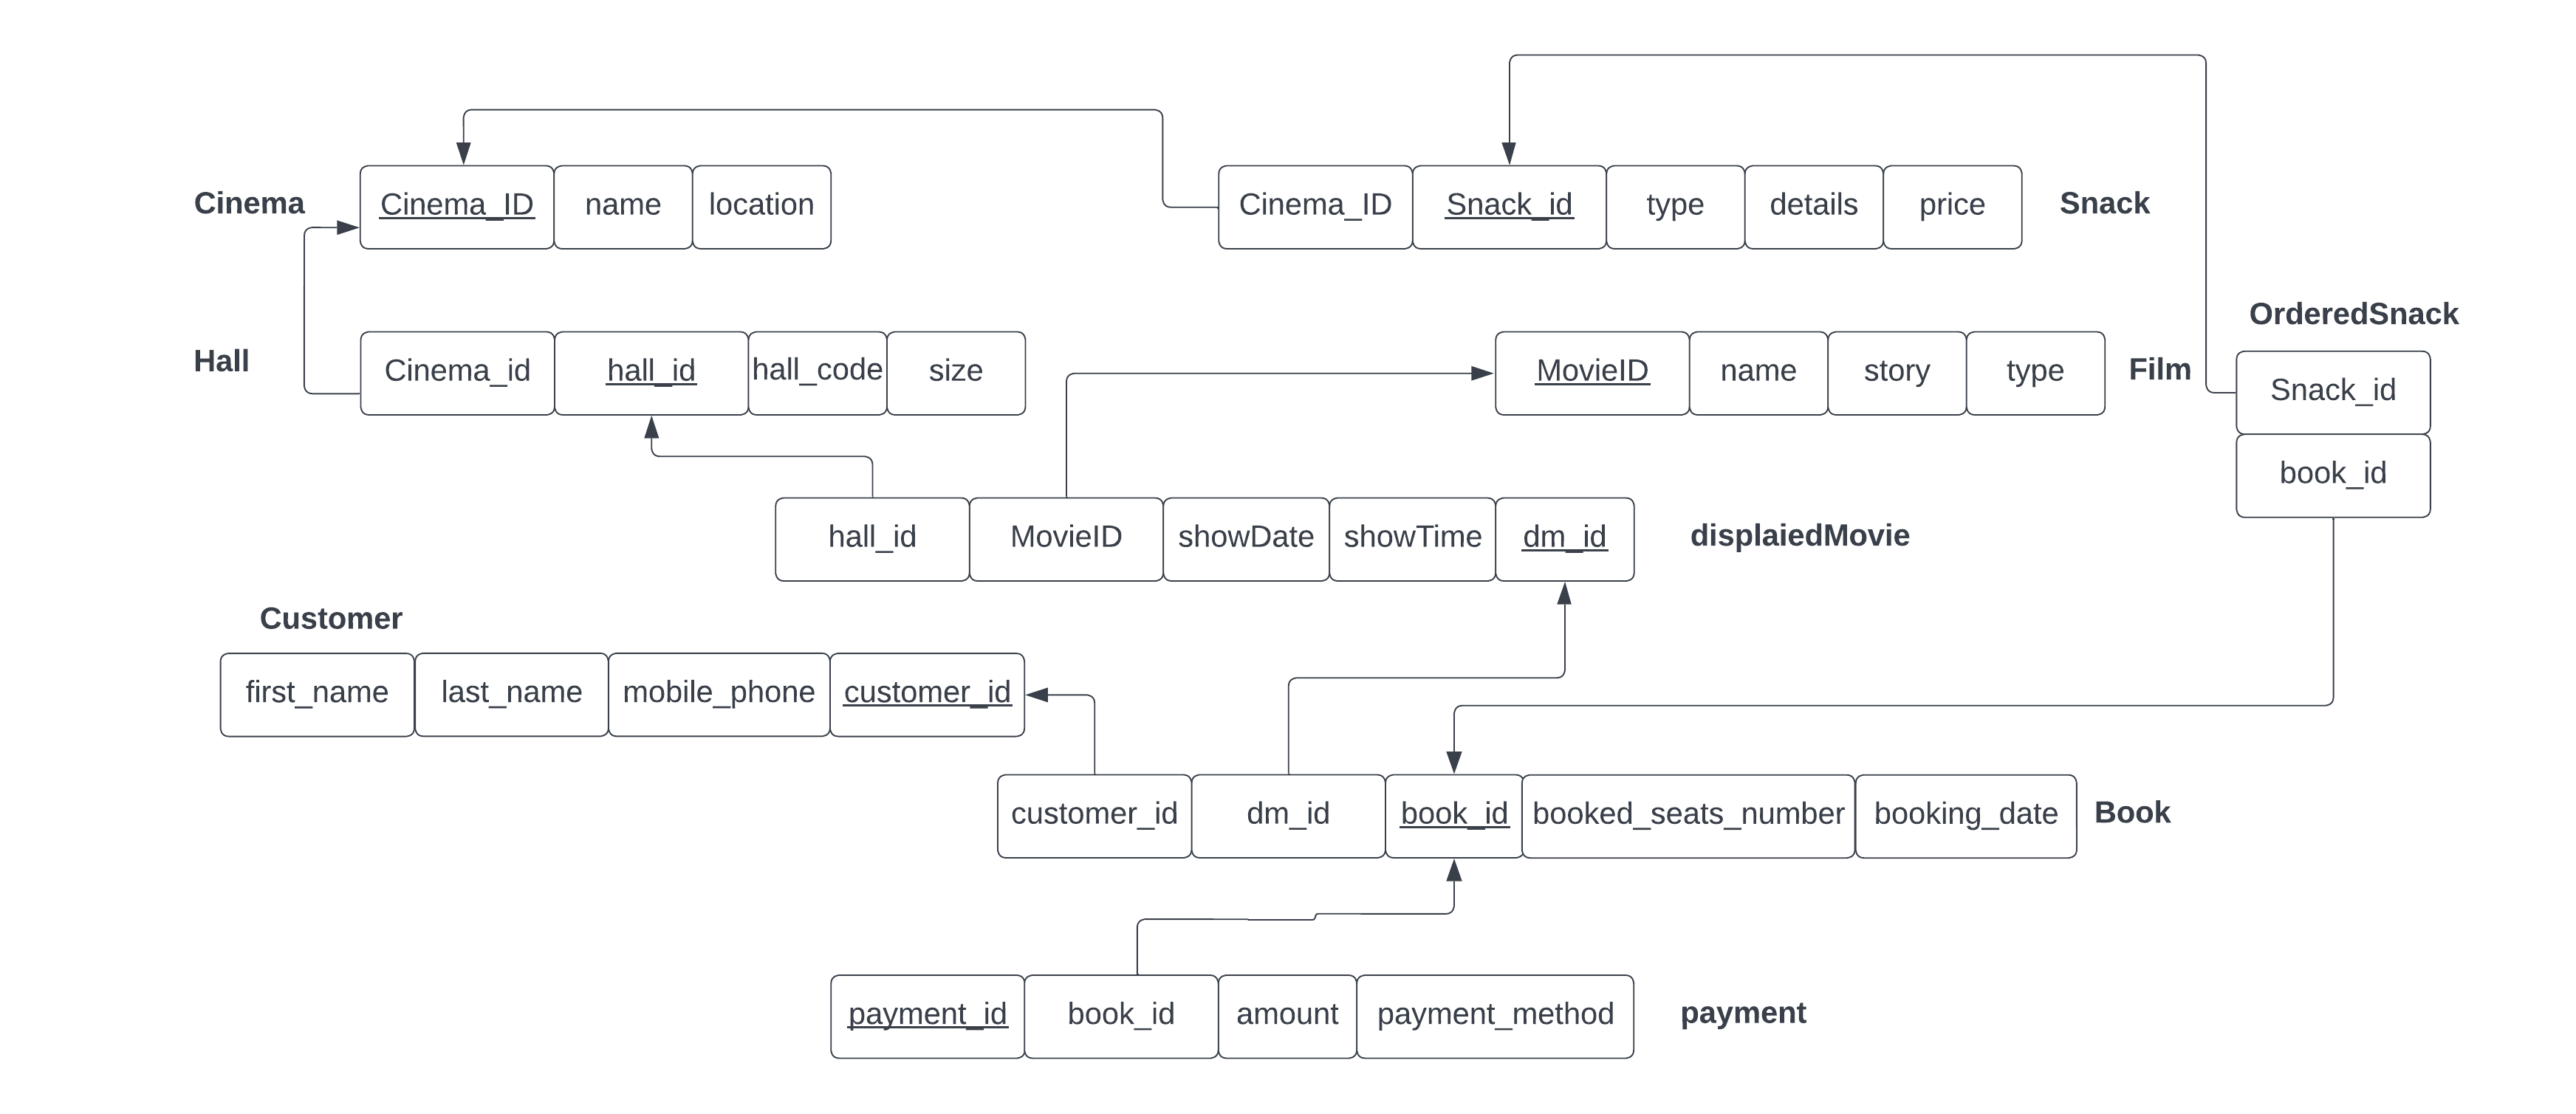 Cinema
Cinema_ID name location
Cinema_ID Snack_id type details price
Snack
OrderedSnack
Hall
Cinema_id hall_id hall_code size
MovieID name story type
Film
Snack_id
book_id
hall_id MovieID showDate showTime dm_id
displaiedMovie
Customer
first_name last_name mobile_phone customer_id
customer_id dm_id book_id booked_seats_number booking_date
Book
payment_id book_id amount payment_method
payment